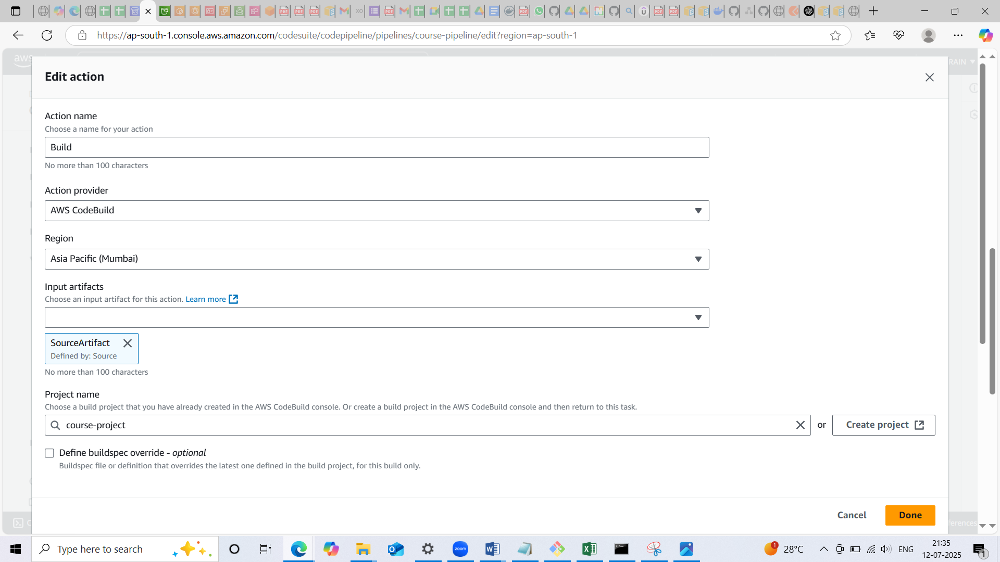 https://ap-south-1.console.aws.amazon.com/codesuite/codepipeline/pipelines/course-pipeline/edit?region=ap-south-1
aws
RAIN
Edit action
Action name
Choose a name for your action
Build
No more than 100 characters
Action provider
AWS CodeBuild
Region
Asia Pacific (Mumbai)
Input artifacts
Choose an input artifact for this action. Learn more
SourceArtifact
Defined by: Source
No more than 100 characters
Project name
Choose a build project that you have already created in the AWS CodeBuild console. Or create a build project in the AWS CodeBuild console and then return to this task.
course-project
or
Create project
Define buildspec override - optional
Buildspec file or definition that overrides the latest one defined in the build project, for this build only.
Cancel
Done
ferences
Type here to search
zoom
1
28°C
ENG
21:35
12-07-2025
1